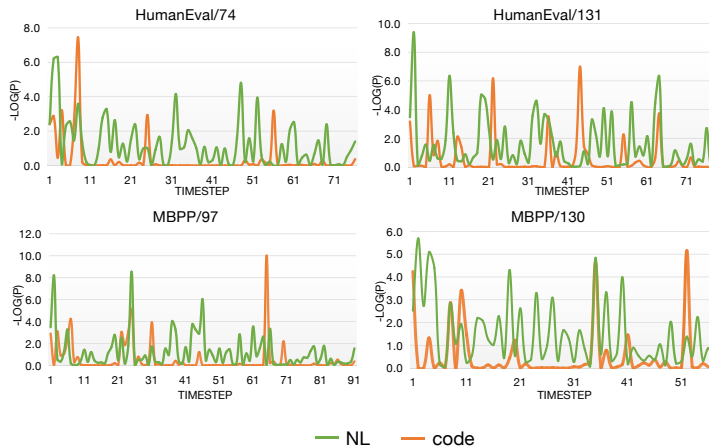 HumanEval/74
8.0
6.0
4.0
2.0
0.0
-LOG(P)
1 11 21 31 41 51 61 71
TIMESTEP
HumanEval/131
10.0
8.0
6.0
4.0
2.0
0.0
-LOG(P)
1 11 21 31 41 51 61 71
TIMESTEP
MBPP/97
12.0
10.0
8.0
6.0
4.0
2.0
0.0
-LOG(P)
1 11 21 31 41 51 61 71 81 91
TIMESTEP
MBPP/130
6.0
5.0
4.0
3.0
2.0
1.0
0.0
-LOG(P)
1 11 21 31 41 51
TIMESTEP
NL code